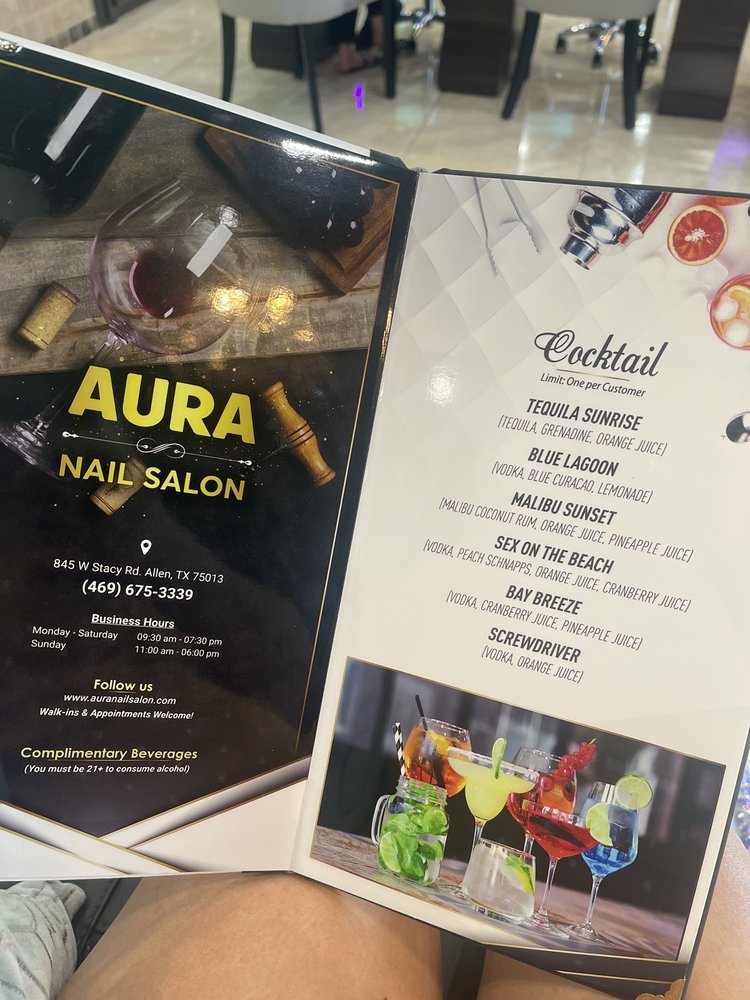 AURA
NAIL SALON
845 W Stacy Rd. Allen, TX 75013
(469) 675-3339
Business Hours
Monday - Saturday 09:30 am - 07:30 pm
Sunday 11:00 am - 06:00 pm
Follow us
www.auranailsalon.com
Walk-ins & Appointments Welcome!
Complimentary Beverages
(You must be 21+ to consume alcohol)
Cocktail
Limit: One per Customer
TEQUILA SUNRISE
(TEQUILA, GRENADINE, ORANGE JUICE)
BLUE LAGOON
(VODKA, BLUE CURACAO, LEMONADE)
MALIBU SUNSET
(MALIBU COCONUT RUM, ORANGE JUICE, PINEAPPLE JUICE)
SEX ON THE BEACH
(VODKA, PEACH SCHNAPPS, ORANGE JUICE, CRANBERRY JUICE)
BAY BREEZE
(VODKA, CRANBERRY JUICE, PINEAPPLE JUICE)
SCREWDRIVER
(VODKA, ORANGE JUICE)